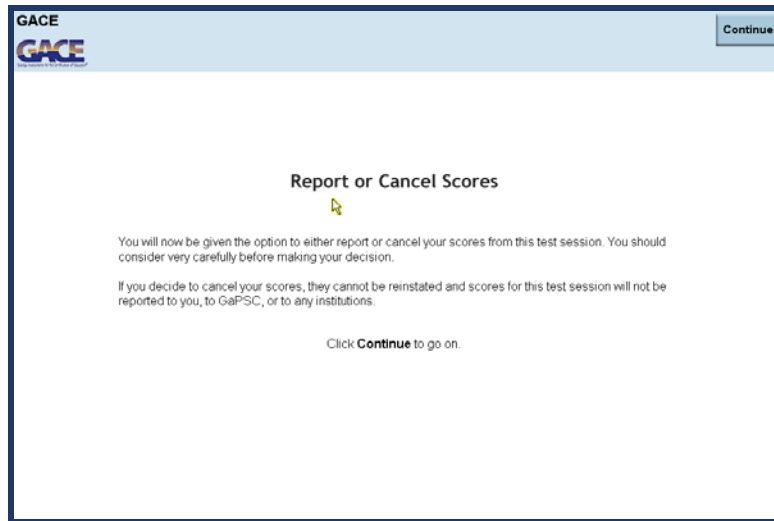 GACE
Continue
GACE
Report or Cancel Scores
You will now be given the option to either report or cancel your scores from this test session. You should
consider very carefully before making your decision.
If you decide to cancel your scores, they cannot be reinstated and scores for this test session will not be
reported to you, to GaPSC, or to any institutions.
Click Continue to go on.